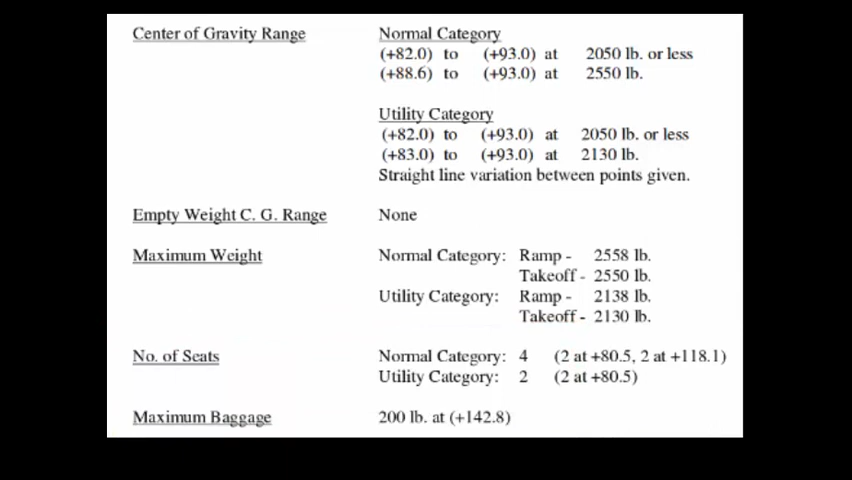 Center of Gravity Range Normal Category
(+82.0) to (+93.0) at 2050 lb. or less
(+88.6) to (+93.0) at 2550 lb.
Utility Category
(+82.0) to (+93.0) at 2050 lb. or less
(+83.0) to (+93.0) at 2130 lb.
Straight line variation between points given.
Empty Weight C. G. Range None
Maximum Weight Normal Category: Ramp - 2558 lb.
Takeoff - 2550 lb.
Utility Category: Ramp - 2138 lb.
Takeoff - 2130 lb.
No. of Seats Normal Category: 4 (2 at +80.5, 2 at +118.1)
Utility Category: 2 (2 at +80.5)
Maximum Baggage 200 lb. at (+142.8)